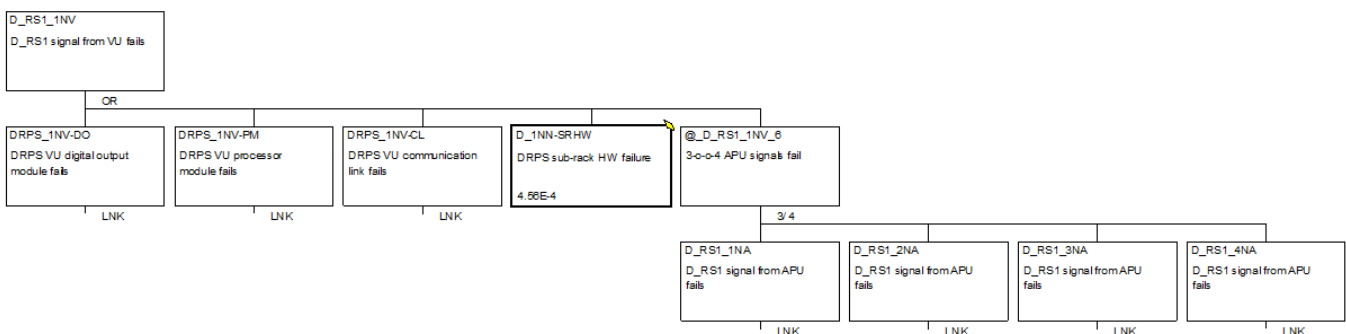 D_RS1_1NV
D_RS1 signal from VU fails
OR
DRPS_1NV-DO
DRPS VU digital output
module fails
LNK
DRPS_1NV-PM
DRPS VU processor
module fails
LNK
DRPS_1NV-CL
DRPS VU communication
link fails
LNK
D_1NN-SRHW
DRPS sub-rack HW failure
4.56E-4
@_D_RS1_1NV_6
3-o-o-4 APU signals fail
3/4
D_RS1_1NA
D_RS1 signal from APU
fails
LNK
D_RS1_2NA
D_RS1 signal from APU
fails
LNK
D_RS1_3NA
D_RS1 signal from APU
fails
LNK
D_RS1_4NA
D_RS1 signal from APU
fails
LNK